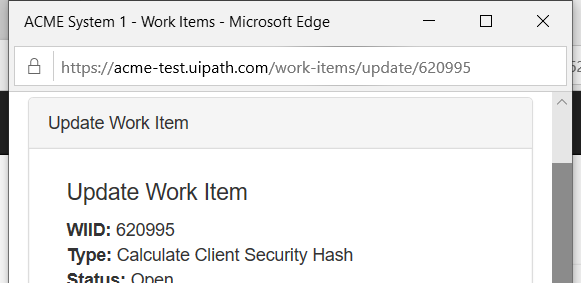 ACME System 1 - Work Items - Microsoft Edge
https://acme-test.uipath.com/work-items/update/620995
Update Work Item
Update Work Item
WIID: 620995
Type: Calculate Client Security Hash
Status: Open